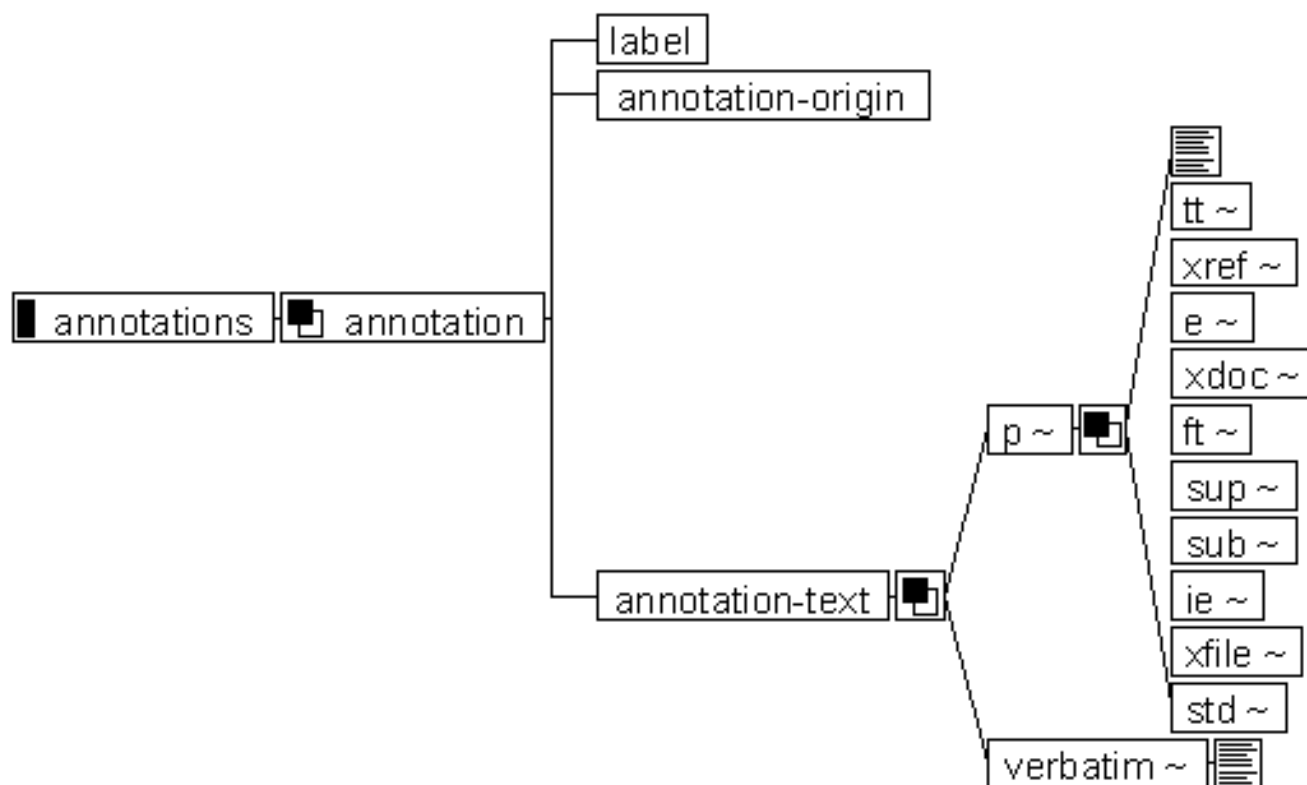 label
annotation-origin
tt ~
xref ~
annotations
annotation
e ~
xdoc ~
p ~
ft ~
sup ~
sub ~
annotation-text
ie ~
xfile ~
std ~
verbatim ~